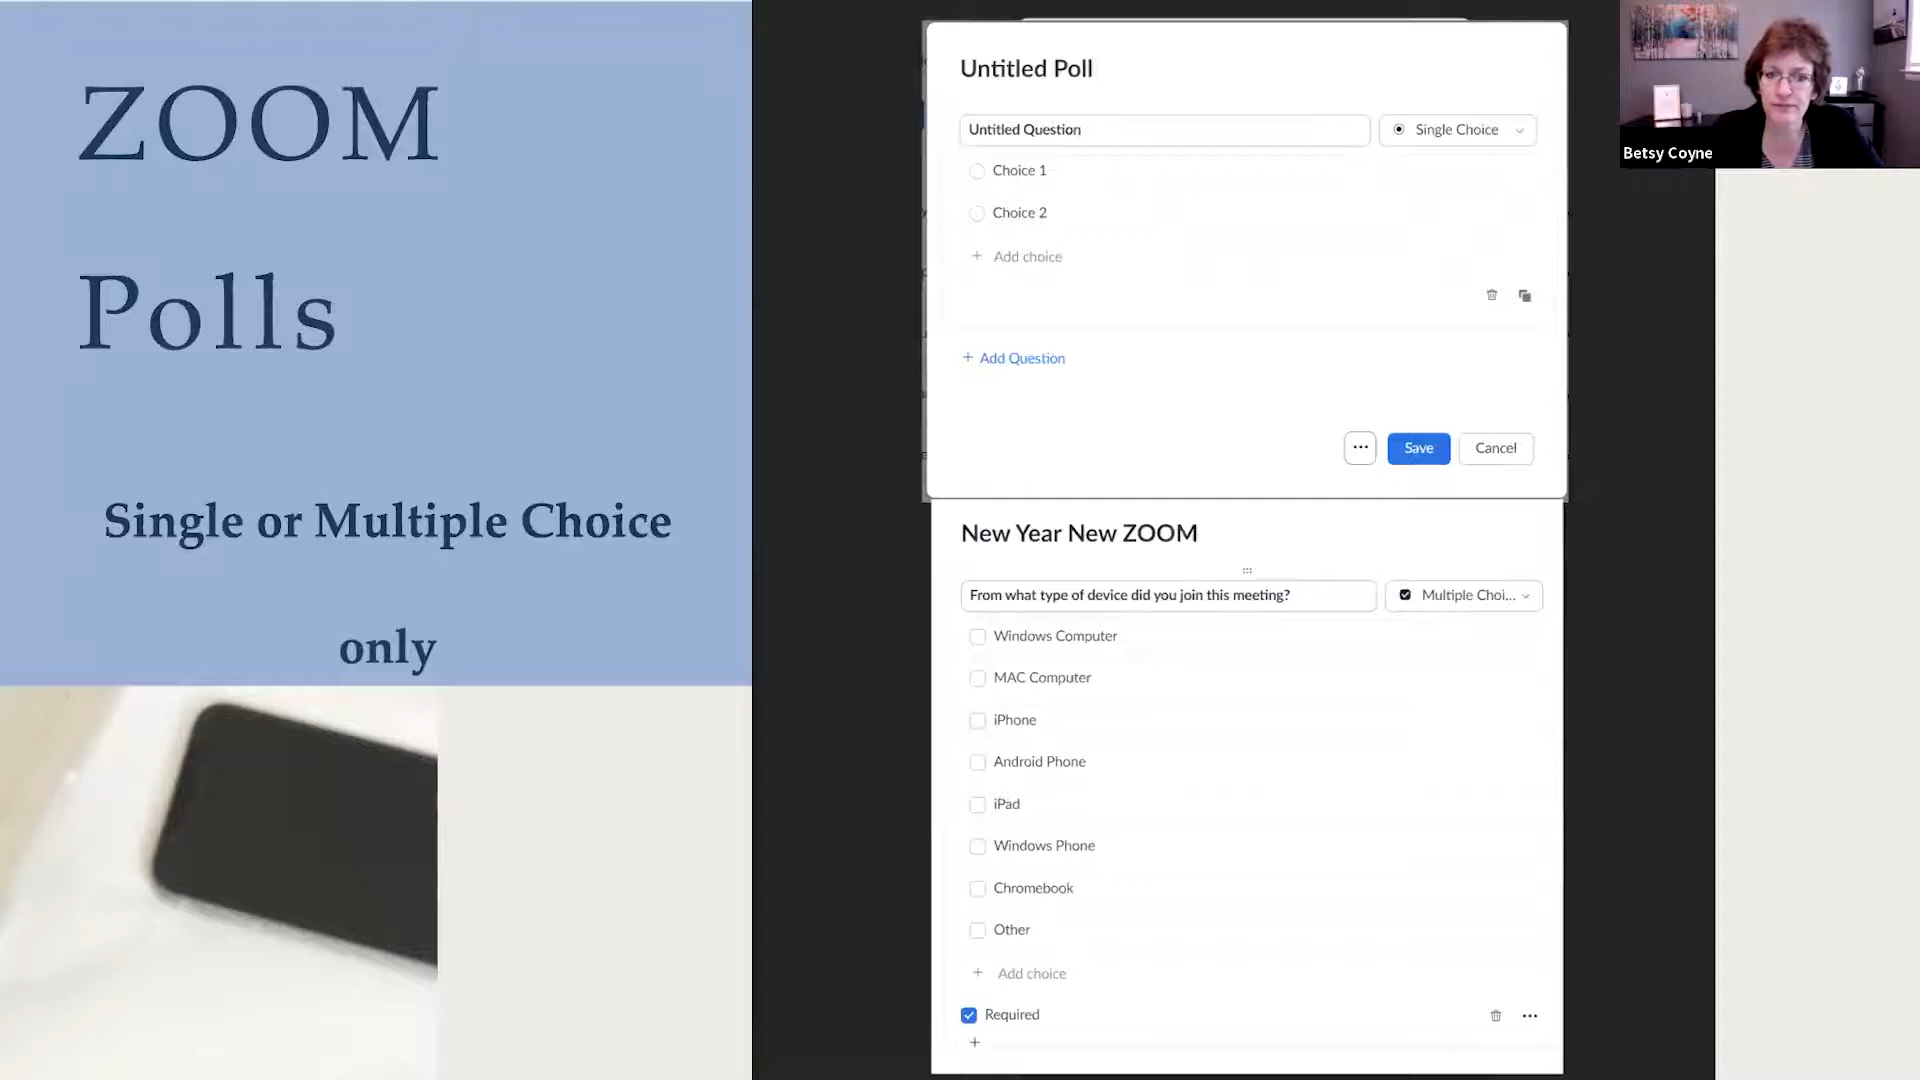 ZOOM
Polls
Single or Multiple Choice
only
Untitled Poll
Untitled Question
Single Choice
Choice 1
Choice 2
+ Add choice
+ Add Question
... Save Cancel
New Year New ZOOM
From what type of device did you join this meeting?
Multiple Choi...
Windows Computer
MAC Computer
iPhone
Android Phone
iPad
Windows Phone
Chromebook
Other
+ Add choice
Required
+
Betsy Coyne